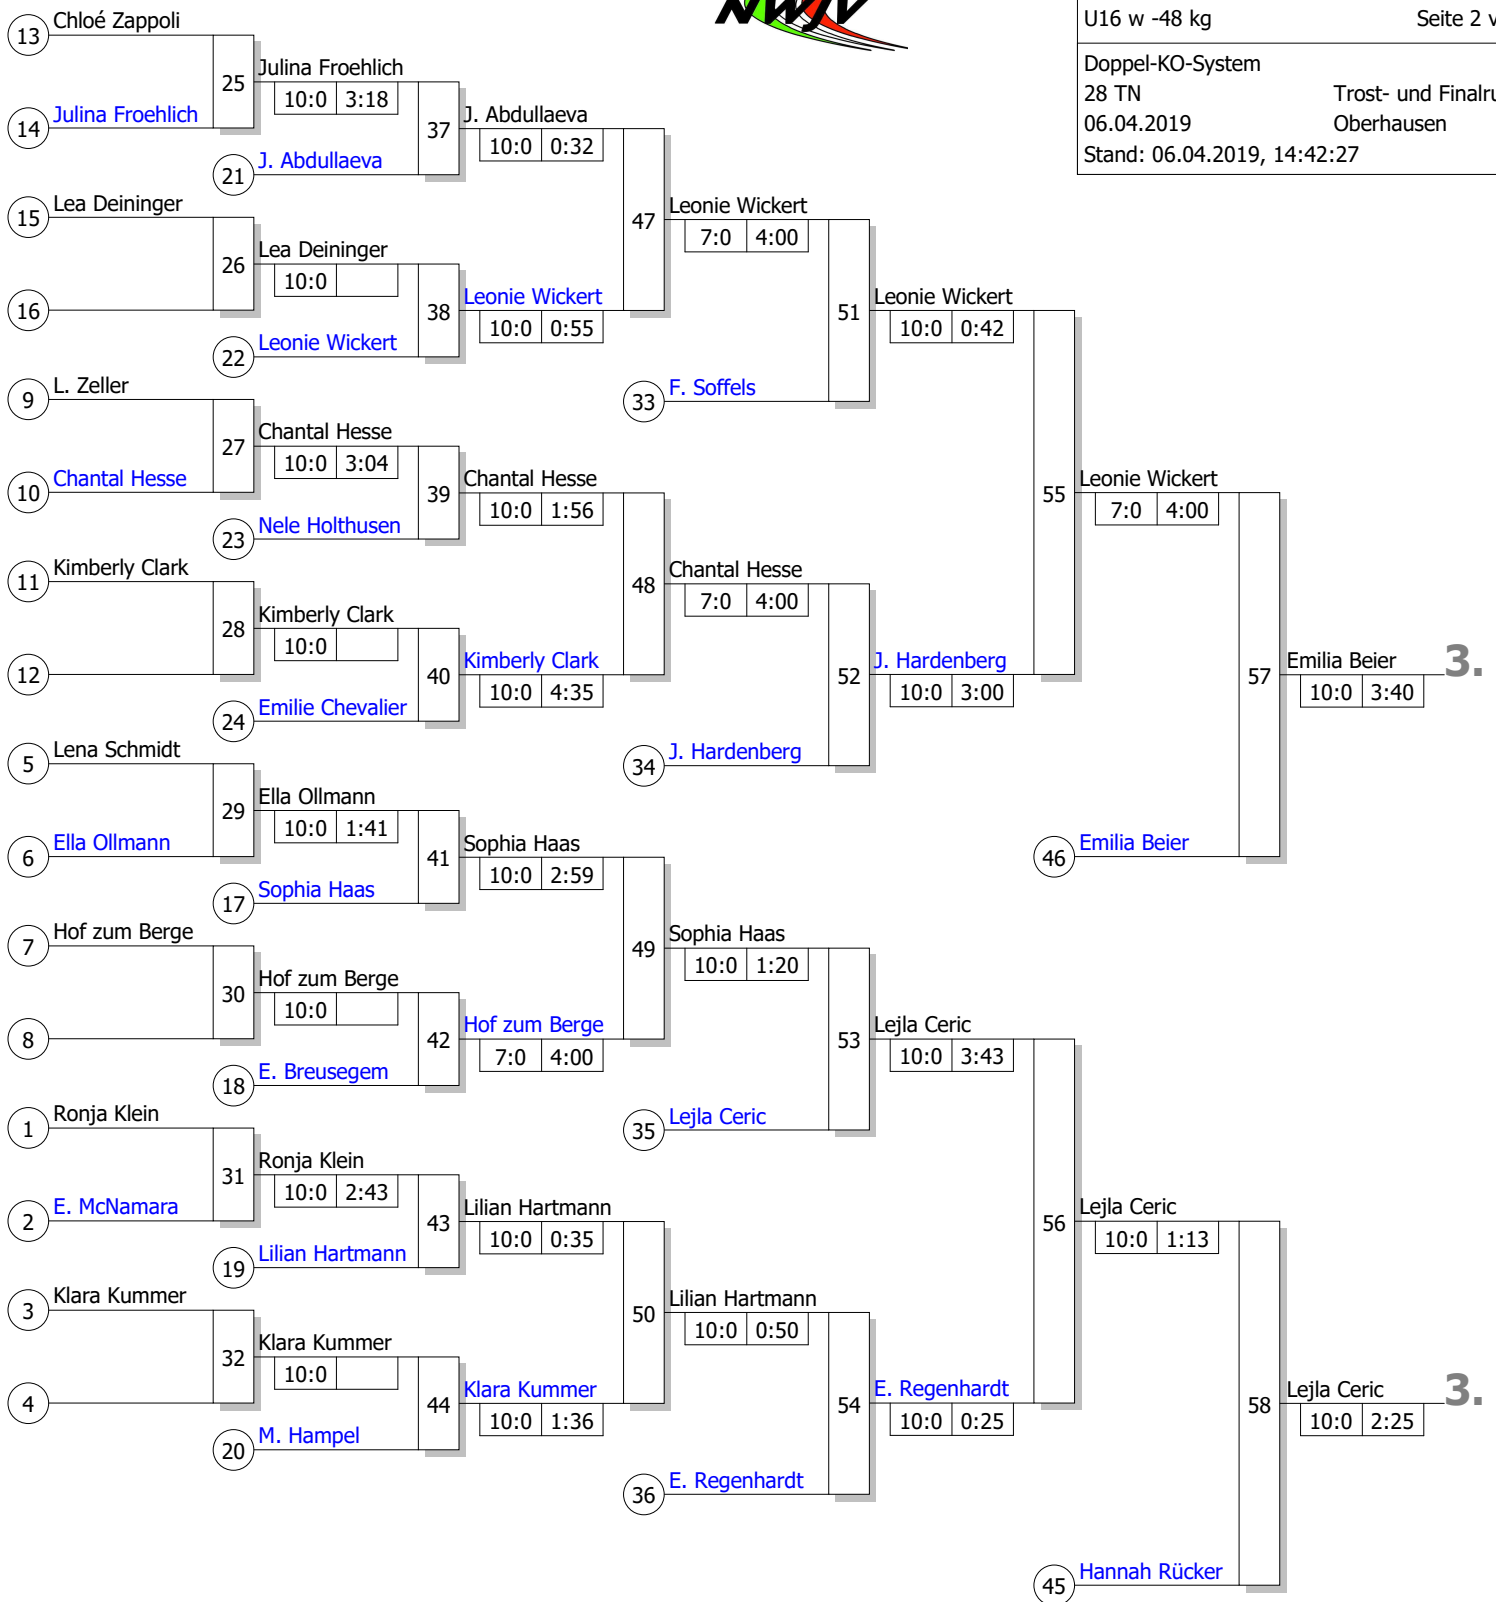 NWJV
U16 w -48 kg
Seite 2 v
Doppel-KO-System
28 TN
Trost- und Finalru
06.04.2019
Oberhausen
Stand: 06.04.2019, 14:42:27
13 Chloé Zappoli
25
Julina Froehlich
10:0 3:18
14 Julina Froehlich
37
J. Abdullaeva
10:0 0:32
21 J. Abdullaeva
15 Lea Deininger
47
Leonie Wickert
7:0 4:00
26
Lea Deininger
10:0
16
38
Leonie Wickert
10:0 0:55
22 Leonie Wickert
51
Leonie Wickert
10:0 0:42
9 L. Zeller
33 F. Soffels
27
Chantal Hesse
10:0 3:04
10 Chantal Hesse
39
Chantal Hesse
10:0 1:56
23 Nele Holthusen
55
Leonie Wickert
7:0 4:00
11 Kimberly Clark
48
Chantal Hesse
7:0 4:00
28
Kimberly Clark
10:0
12
40
Kimberly Clark
10:0 4:35
24 Emilie Chevalier
52
J. Hardenberg
10:0 3:00
34 J. Hardenberg
57
Emilia Beier
10:0 3:40
3.
5 Lena Schmidt
29
Ella Ollmann
10:0 1:41
6 Ella Ollmann
41
Sophia Haas
10:0 2:59
17 Sophia Haas
46 Emilia Beier
7 Hof zum Berge
49
Sophia Haas
10:0 1:20
30
Hof zum Berge
10:0
8
42
Hof zum Berge
7:0 4:00
18 E. Breusegem
53
Lejla Ceric
10:0 3:43
35 Lejla Ceric
1 Ronja Klein
31
Ronja Klein
10:0 2:43
2 E. McNamara
43
Lilian Hartmann
10:0 0:35
19 Lilian Hartmann
56
Lejla Ceric
10:0 1:13
3 Klara Kummer
50
Lilian Hartmann
10:0 0:50
32
Klara Kummer
10:0
4
44
Klara Kummer
10:0 1:36
20 M. Hampel
54
E. Regenhardt
10:0 0:25
36 E. Regenhardt
58
Lejla Ceric
10:0 2:25
3.
45 Hannah Rücker